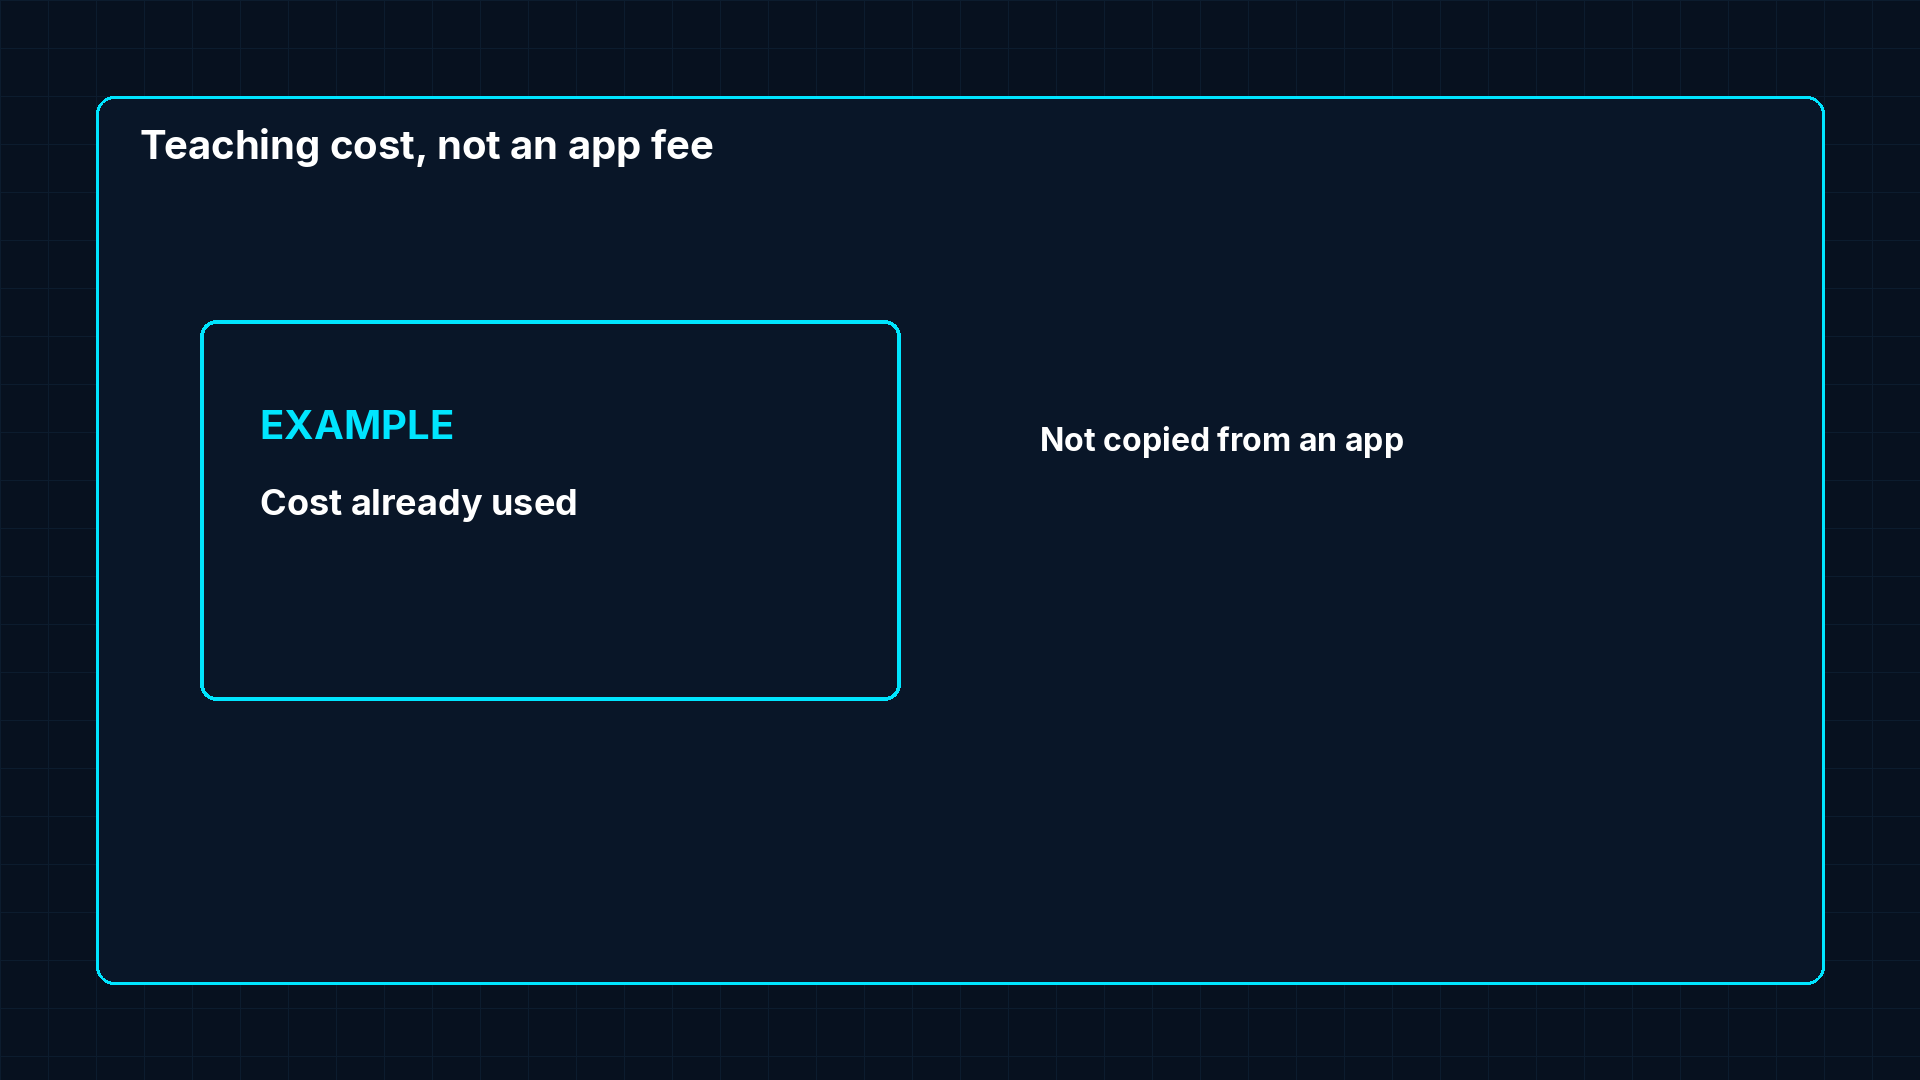 Teaching cost, not an app fee
EXAMPLE
Cost already used
Not copied from an app